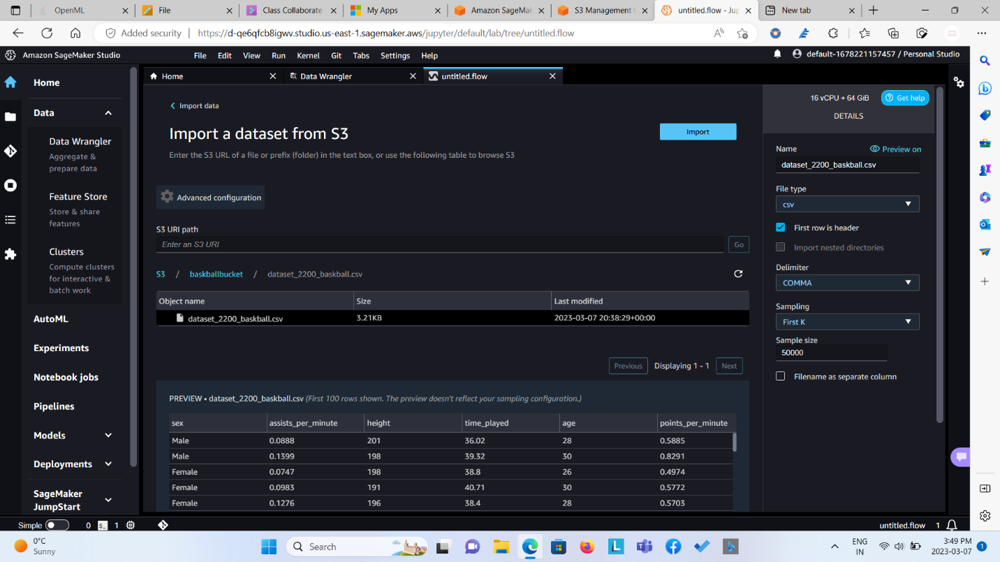 OpenML
File
Class Collaborate
My Apps
Amazon SageMak
S3 Management C
untitled.flow - Jup
New tab
Added security
https://d-qe6qfcb8igwv.studio.us-east-1.sagemaker.aws/jupyter/default/lab/tree/untitled.flow
Amazon SageMaker Studio
File Edit View Run Kernel Git Tabs Settings Help
default-1678221157457 / Personal Studio
Home
Data
Data Wrangler
Aggregate &
prepare data
Feature Store
Store & share
features
Clusters
Compute clusters
for interactive &
batch work
AutoML
Experiments
Notebook jobs
Pipelines
Models
Deployments
SageMaker
JumpStart
Home
Data Wrangler
untitled.flow
Import data
Import a dataset from S3
Import
Enter the S3 URL of a file or prefix (folder) in the text box, or use the following table to browse S3
Advanced configuration
S3 URI path
Enter an S3 URI
Go
S3 / baskballbucket / dataset_2200_baskball.csv
Object name Size Last modified
dataset_2200_baskball.csv 3.21KB 2023-03-07 20:38:29+00:00
Previous Displaying 1 - 1 Next
PREVIEW • dataset_2200_baskball.csv (First 100 rows shown. The preview doesn't reflect your sampling configuration.)
sex assists_per_minute height time_played age points_per_minute
Male 0.0888 201 36.02 28 0.5885
Male 0.1399 198 39.32 30 0.8291
Female 0.0747 198 38.8 26 0.4974
Female 0.0983 191 40.71 30 0.5772
Female 0.1276 196 38.4 28 0.5703
16 vCPU + 64 GiB
Get help
DETAILS
Name
Preview on
dataset_2200_baskball.csv
File type
csv
First row is header
Import nested directories
Delimiter
COMMA
Sampling
First K
Sample size
50000
Filename as separate column
Simple 0 $_ 1
untitled.flow 1
0°C
Sunny
Search
ENG
IN
3:49 PM
2023-03-07
1